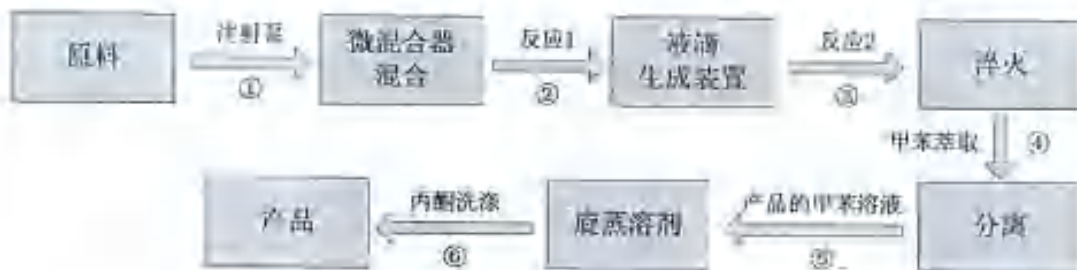 原料
注射泵
①
微混合器
混合
反应1
②
液滴
生成装置
反应2
③
淬火
甲苯萃取
④
分离
产品的甲苯溶液
⑤
旋蒸溶剂
丙酮洗涤
⑥
产品